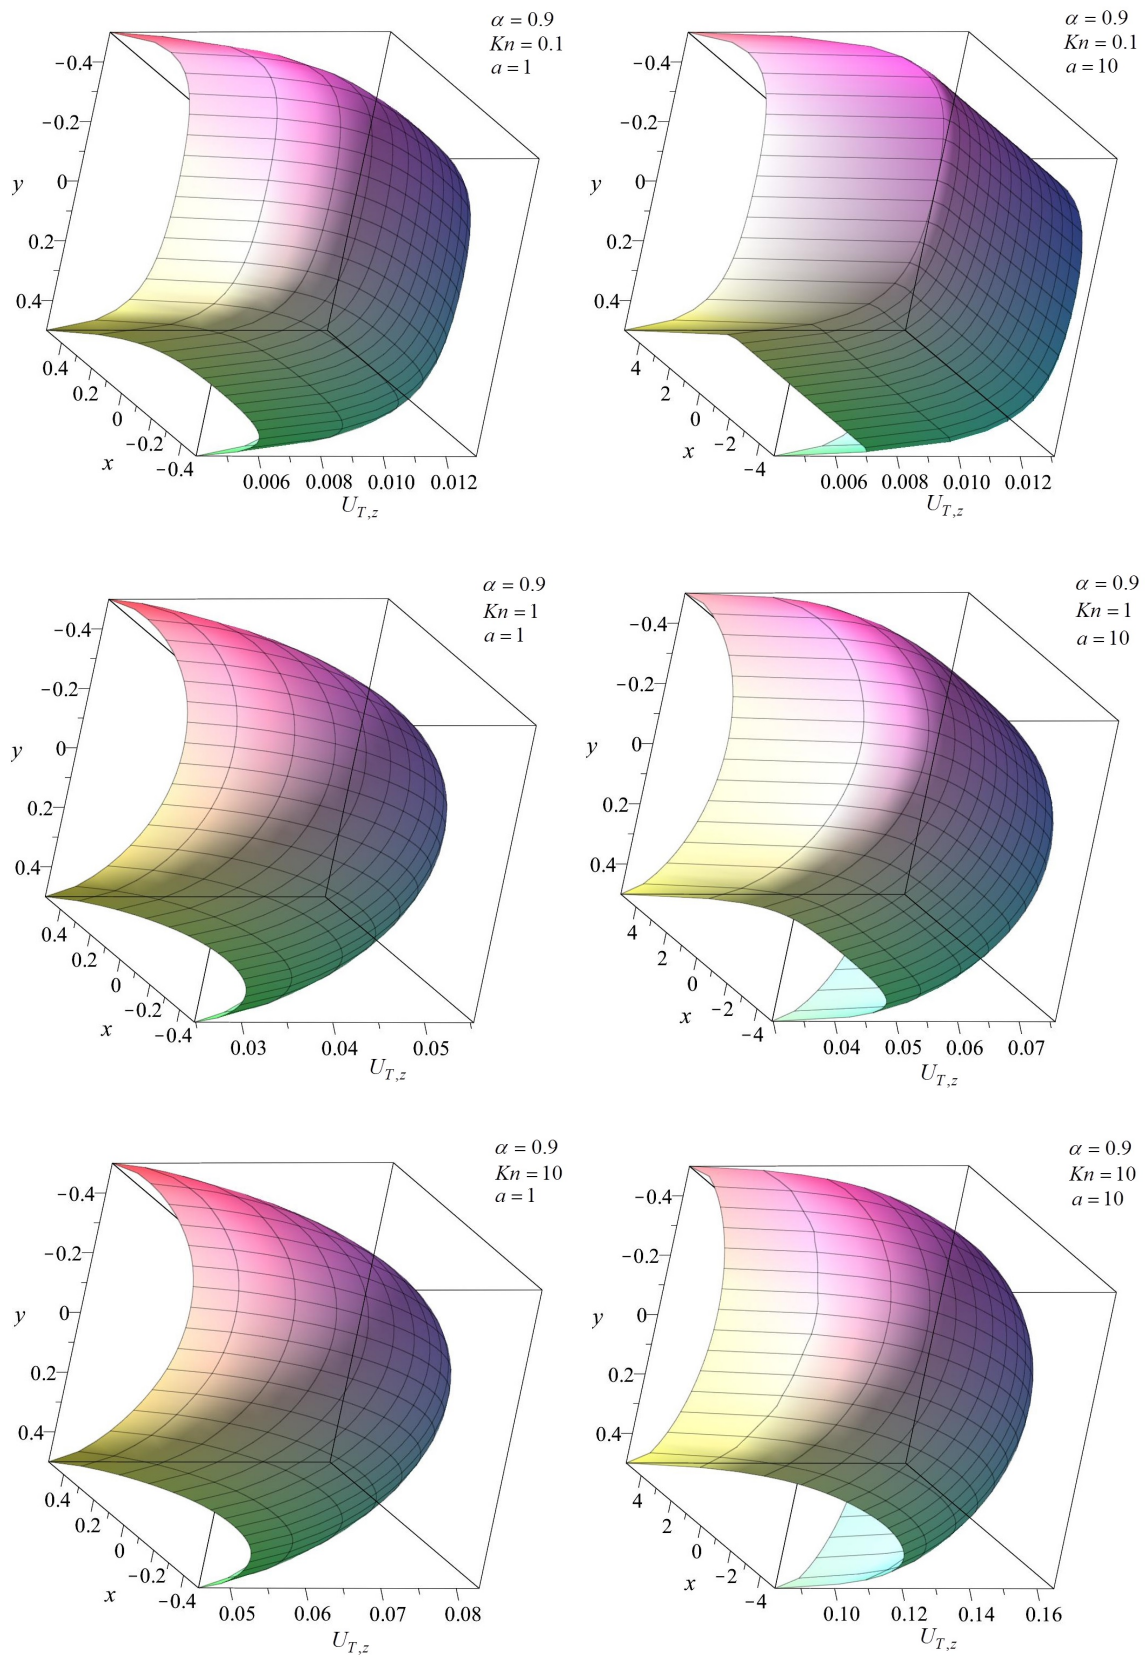 α = 0.9
Kn = 0.1
a = 1
−0.4
−0.2
y 0
0.2
0.4
0.4
0.2
0
−0.2
x −0.4
0.006 0.008 0.010 0.012
U_{T,z}
α = 0.9
Kn = 0.1
a = 10
−0.4
−0.2
y 0
0.2
0.4
4
2
0
−2
x −4
0.006 0.008 0.010 0.012
U_{T,z}
α = 0.9
Kn = 1
a = 1
−0.4
−0.2
y 0
0.2
0.4
0.4
0.2
0
−0.2
x −0.4
0.03 0.04 0.05
U_{T,z}
α = 0.9
Kn = 1
a = 10
−0.4
−0.2
y 0
0.2
0.4
4
2
0
−2
x −4
0.04 0.05 0.06 0.07
U_{T,z}
α = 0.9
Kn = 10
a = 1
−0.4
−0.2
y 0
0.2
0.4
0.4
0.2
0
−0.2
x −0.4
0.05 0.06 0.07 0.08
U_{T,z}
α = 0.9
Kn = 10
a = 10
−0.4
−0.2
y 0
0.2
0.4
4
2
0
−2
x −4
0.10 0.12 0.14 0.16
U_{T,z}